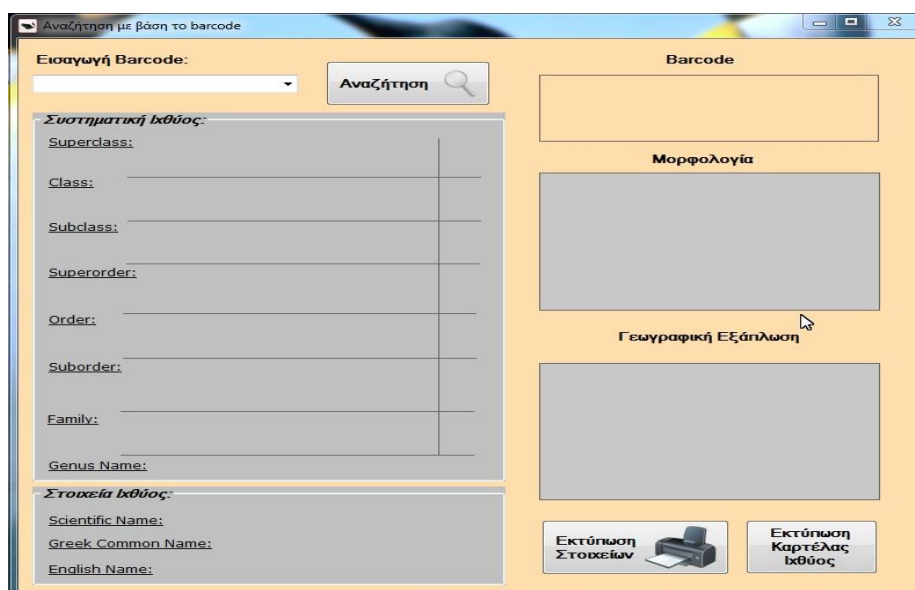 Αναζήτηση με βάση το barcode
Εισαγωγή Barcode:
Αναζήτηση
Συστηματική Ιχθύος:
Superclass:
Class:
Subclass:
Superorder:
Order:
Suborder:
Family:
Genus Name:
Στοιχεία Ιχθύος:
Scientific Name:
Greek Common Name:
English Name:
Barcode
Μορφολογία
Γεωγραφική Εξάπλωση
Εκτύπωση
Στοιχείων
Εκτύπωση
Καρτέλας
Ιχθύος